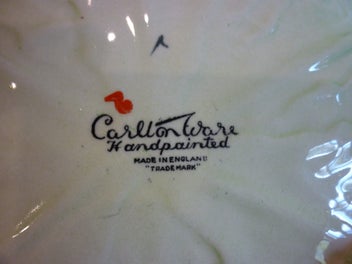 Carlton Ware
Handpainted
MADE IN ENGLAND
"TRADE MARK"